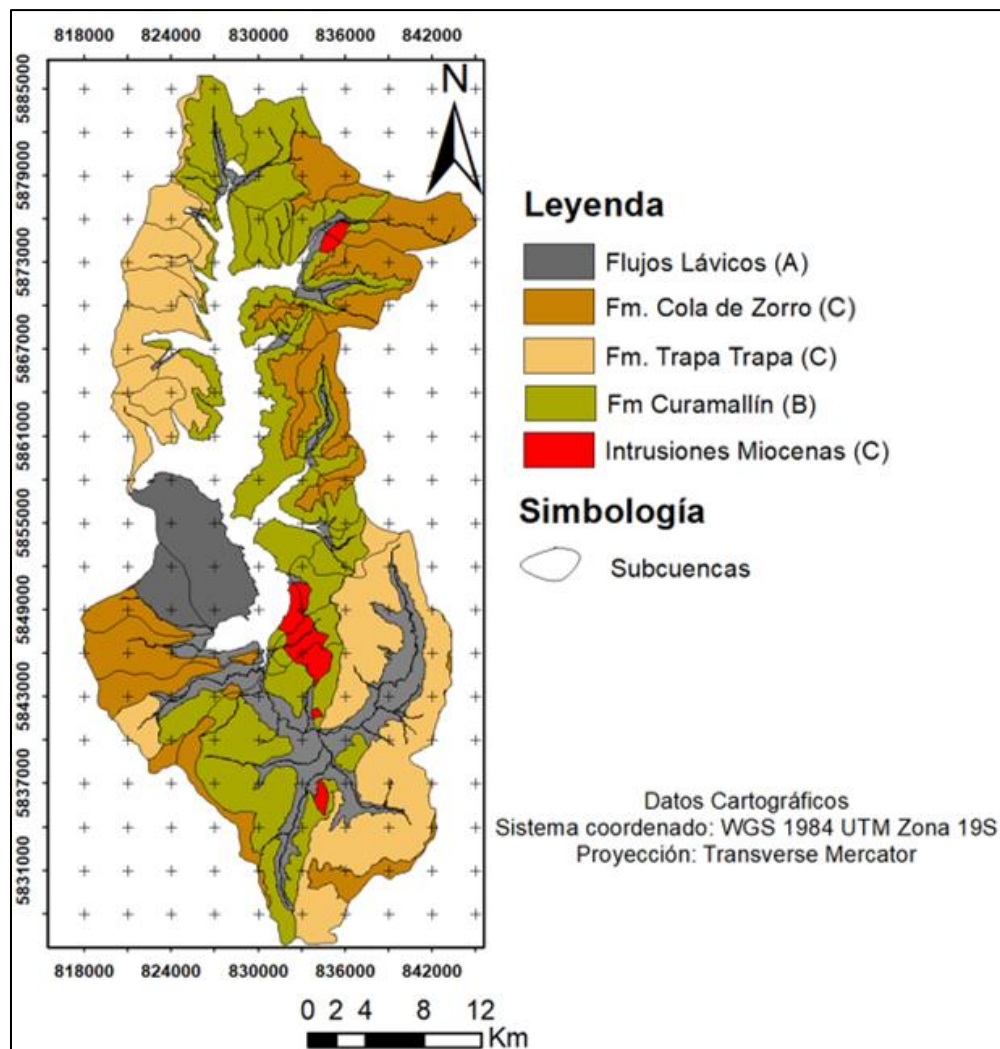 818000 824000 830000 836000 842000
N
5885000
5879000
5873000
5867000
5861000
5855000
5849000
5843000
5837000
5831000
Leyenda
Flujos Lávicos (A)
Fm. Cola de Zorro (C)
Fm. Trapa Trapa (C)
Fm Curamallín (B)
Intrusiones Miocenas (C)
Simbología
Subcuencas
Datos Cartográficos
Sistema coordenado: WGS 1984 UTM Zona 19S
Proyección: Transverse Mercator
818000 824000 830000 836000 842000
0 2 4 8 12
Km